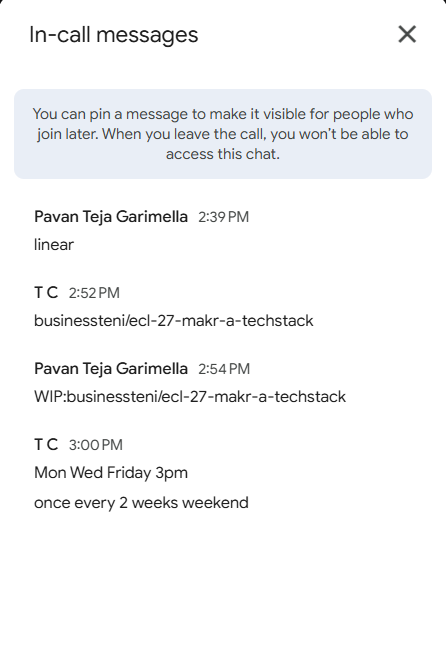 In-call messages
You can pin a message to make it visible for people who
join later. When you leave the call, you won't be able to
access this chat.
Pavan Teja Garimella 2:39 PM
linear
T C 2:52 PM
businessteni/ecl-27-makr-a-techstack
Pavan Teja Garimella 2:54 PM
WIP:businessteni/ecl-27-makr-a-techstack
T C 3:00 PM
Mon Wed Friday 3pm
once every 2 weeks weekend